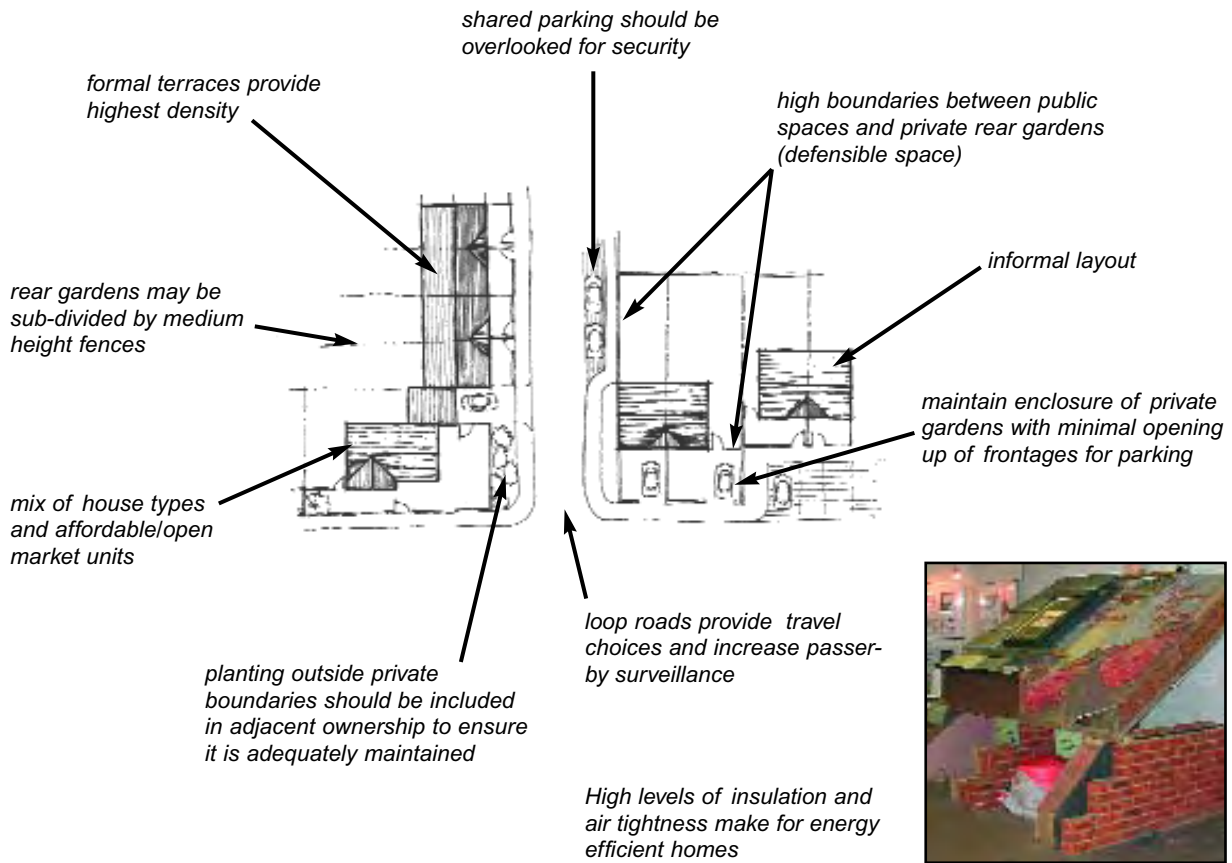 shared parking should be
overlooked for security
formal terraces provide
highest density
high boundaries between public
spaces and private rear gardens
(defensible space)
informal layout
rear gardens may be
sub-divided by medium
height fences
maintain enclosure of private
gardens with minimal opening
up of frontages for parking
mix of house types
and affordable/open
market units
loop roads provide travel
choices and increase passer-
by surveillance
planting outside private
boundaries should be included
in adjacent ownership to ensure
it is adequately maintained
High levels of insulation and
air tightness make for energy
efficient homes